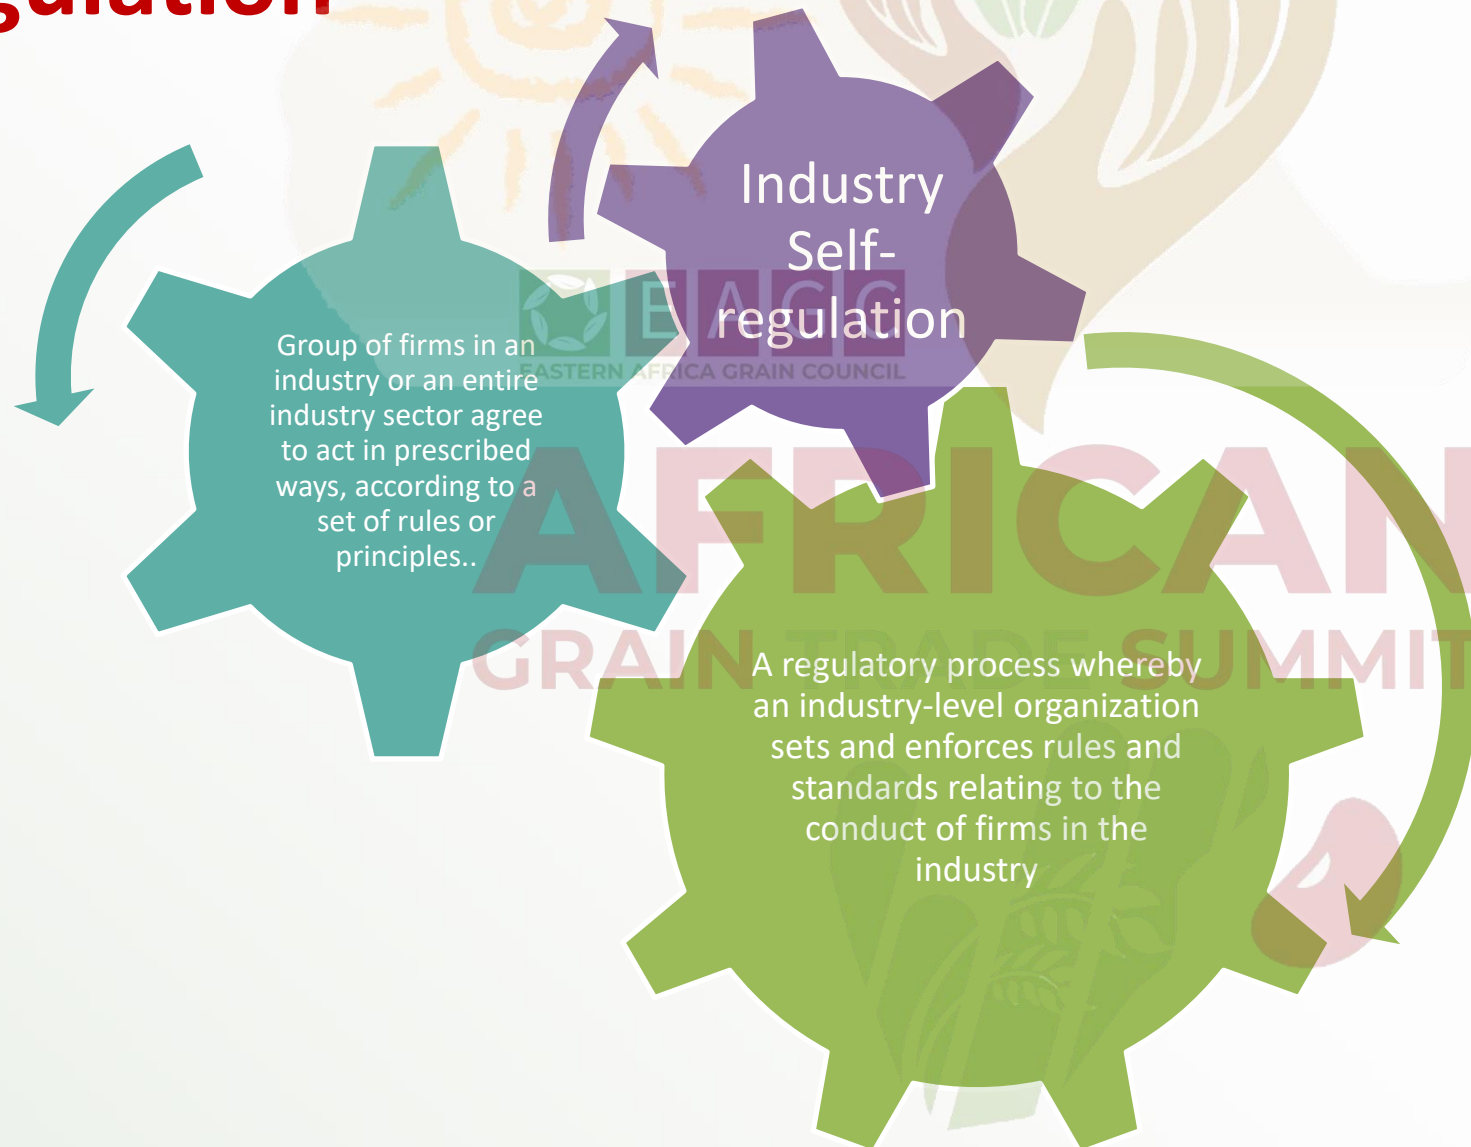 gulation
Industry
Self-
regulation
Group of firms in an
industry or an entire
industry sector agree
to act in prescribed
ways, according to a
set of rules or
principles..
EAGC
EASTERN AFRICA GRAIN COUNCIL
AFRICAN
GRAIN TRADE SUMMIT
A regulatory process whereby
an industry-level organization
sets and enforces rules and
standards relating to the
conduct of firms in the
industry